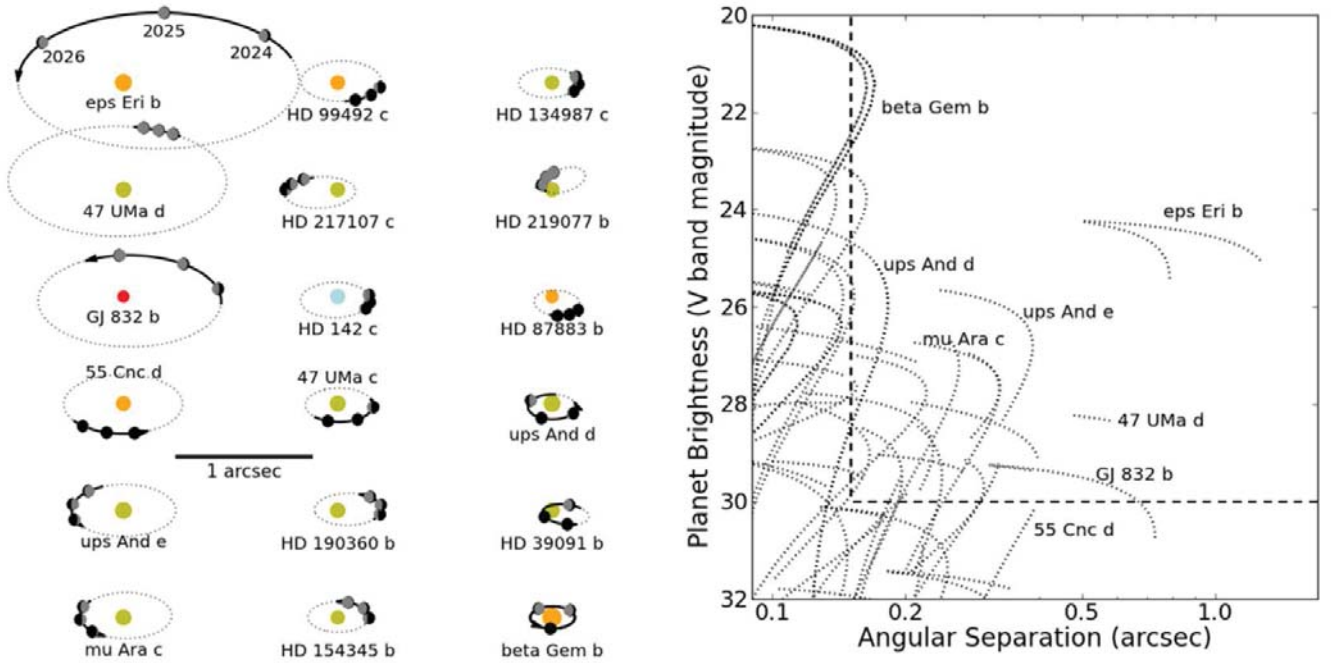 2025
2026
2024
eps Eri b
HD 99492 c
HD 134987 c
47 UMa d
HD 217107 c
HD 219077 b
GJ 832 b
HD 142 c
HD 87883 b
55 Cnc d
47 UMa c
ups And d
1 arcsec
ups And e
HD 190360 b
HD 39091 b
mu Ara c
HD 154345 b
beta Gem b
Planet Brightness (V band magnitude)
20
22
24
26
28
30
32
beta Gem b
eps Eri b
ups And d
ups And e
mu Ara c
47 UMa d
GJ 832 b
55 Cnc d
0.1
0.2
0.5
1.0
Angular Separation (arcsec)